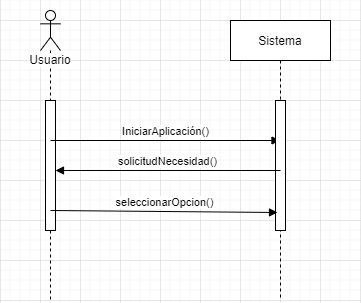 Usuario
Sistema
IniciarAplicación()
solicitudNecesidad()
seleccionarOpcion()